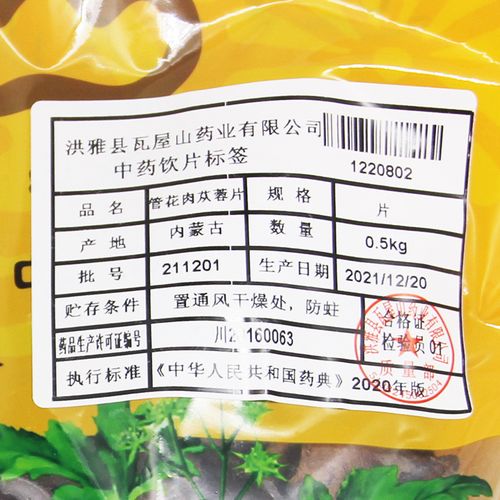 洪雅县瓦屋山药业有限公司
中药饮片标签
1220802
品名 管花肉苁蓉片 规格 片
产地 内蒙古 数量 0.5kg
批号 211201 生产日期 2021/12/20
贮存条件 置通风干燥处,防蛀
药品生产许可证编号 川2 160063
合格证
检验员 01
质量部
执行标准 《中华人民共和国药典》2020年版